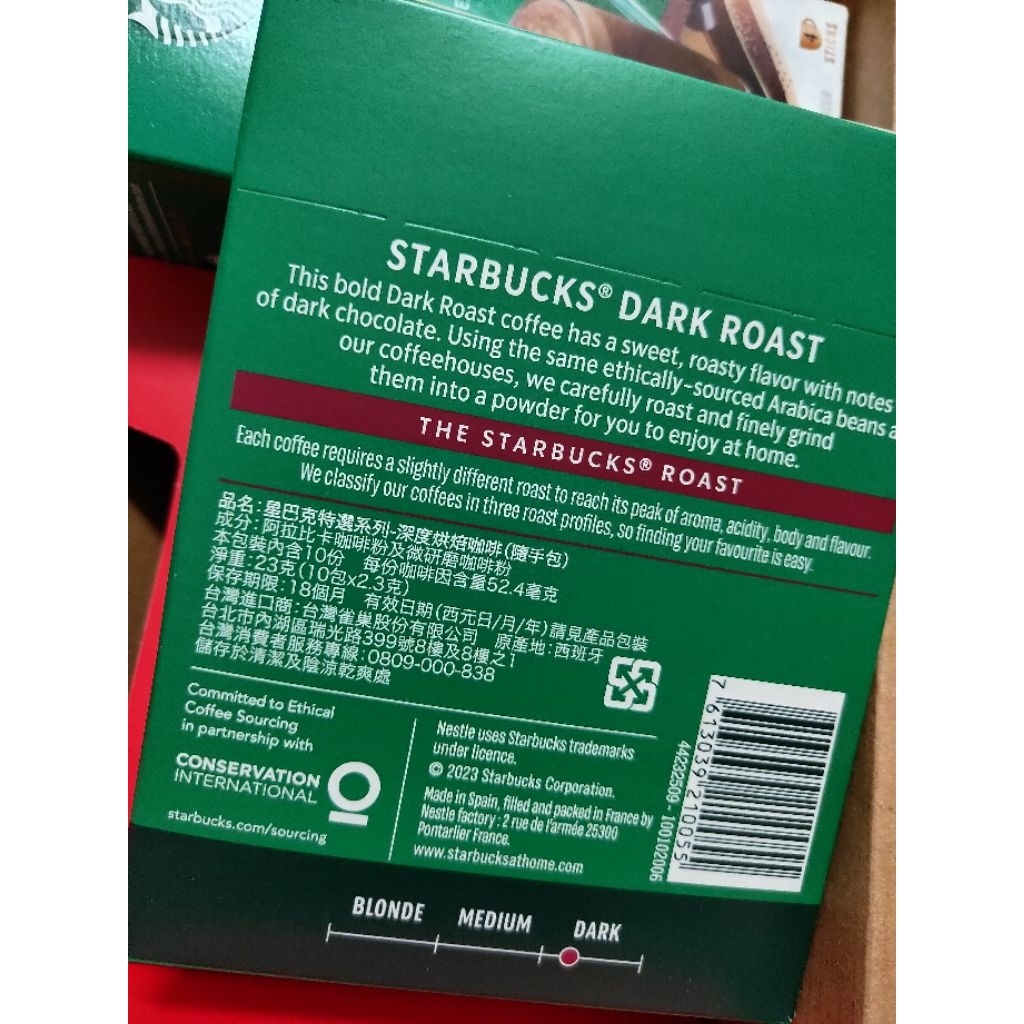 4
STICKS
STARBUCKS® DARK ROAST
This bold Dark Roast coffee has a sweet, roasty flavor with notes
of dark chocolate. Using the same ethically-sourced Arabica beans
our coffeehouses, we carefully roast and finely grind
them into a powder for you to enjoy at home.
THE STARBUCKS® ROAST
Each coffee requires a slightly different roast to reach its peak of aroma, acidity, body and flavour.
We classify our coffees in three roast profiles, so finding your favourite is easy.
品名:星巴克特選系列-深度烘焙咖啡(隨手包)
成分:阿拉比卡咖啡粉及微研磨咖啡粉
本包裝內含10份 每份咖啡因含量52.4毫克
淨重:23克(10包x2.3克)
保存期限:18個月 有效日期(西元日/月/年)請見產品包裝
台灣進口商:台灣雀巢股份有限公司 原產地:西班牙
台北市內湖區瑞光路399號8樓及8樓之1
台灣消費者服務專線:0809-000-838
儲存於清潔及陰涼乾爽處
Committed to Ethical
Coffee Sourcing
in partnership with
CONSERVATION
INTERNATIONAL
starbucks.com/sourcing
Nestle uses Starbucks trademarks
under licence.
© 2023 Starbucks Corporation.
Made in Spain, filled and packed in France by
Nestle factory : 2 rue de l'armée 25300
Pontarlier France.
www.starbucksathome.com
7 613039 210055
44232509 100102006
BLONDE MEDIUM DARK